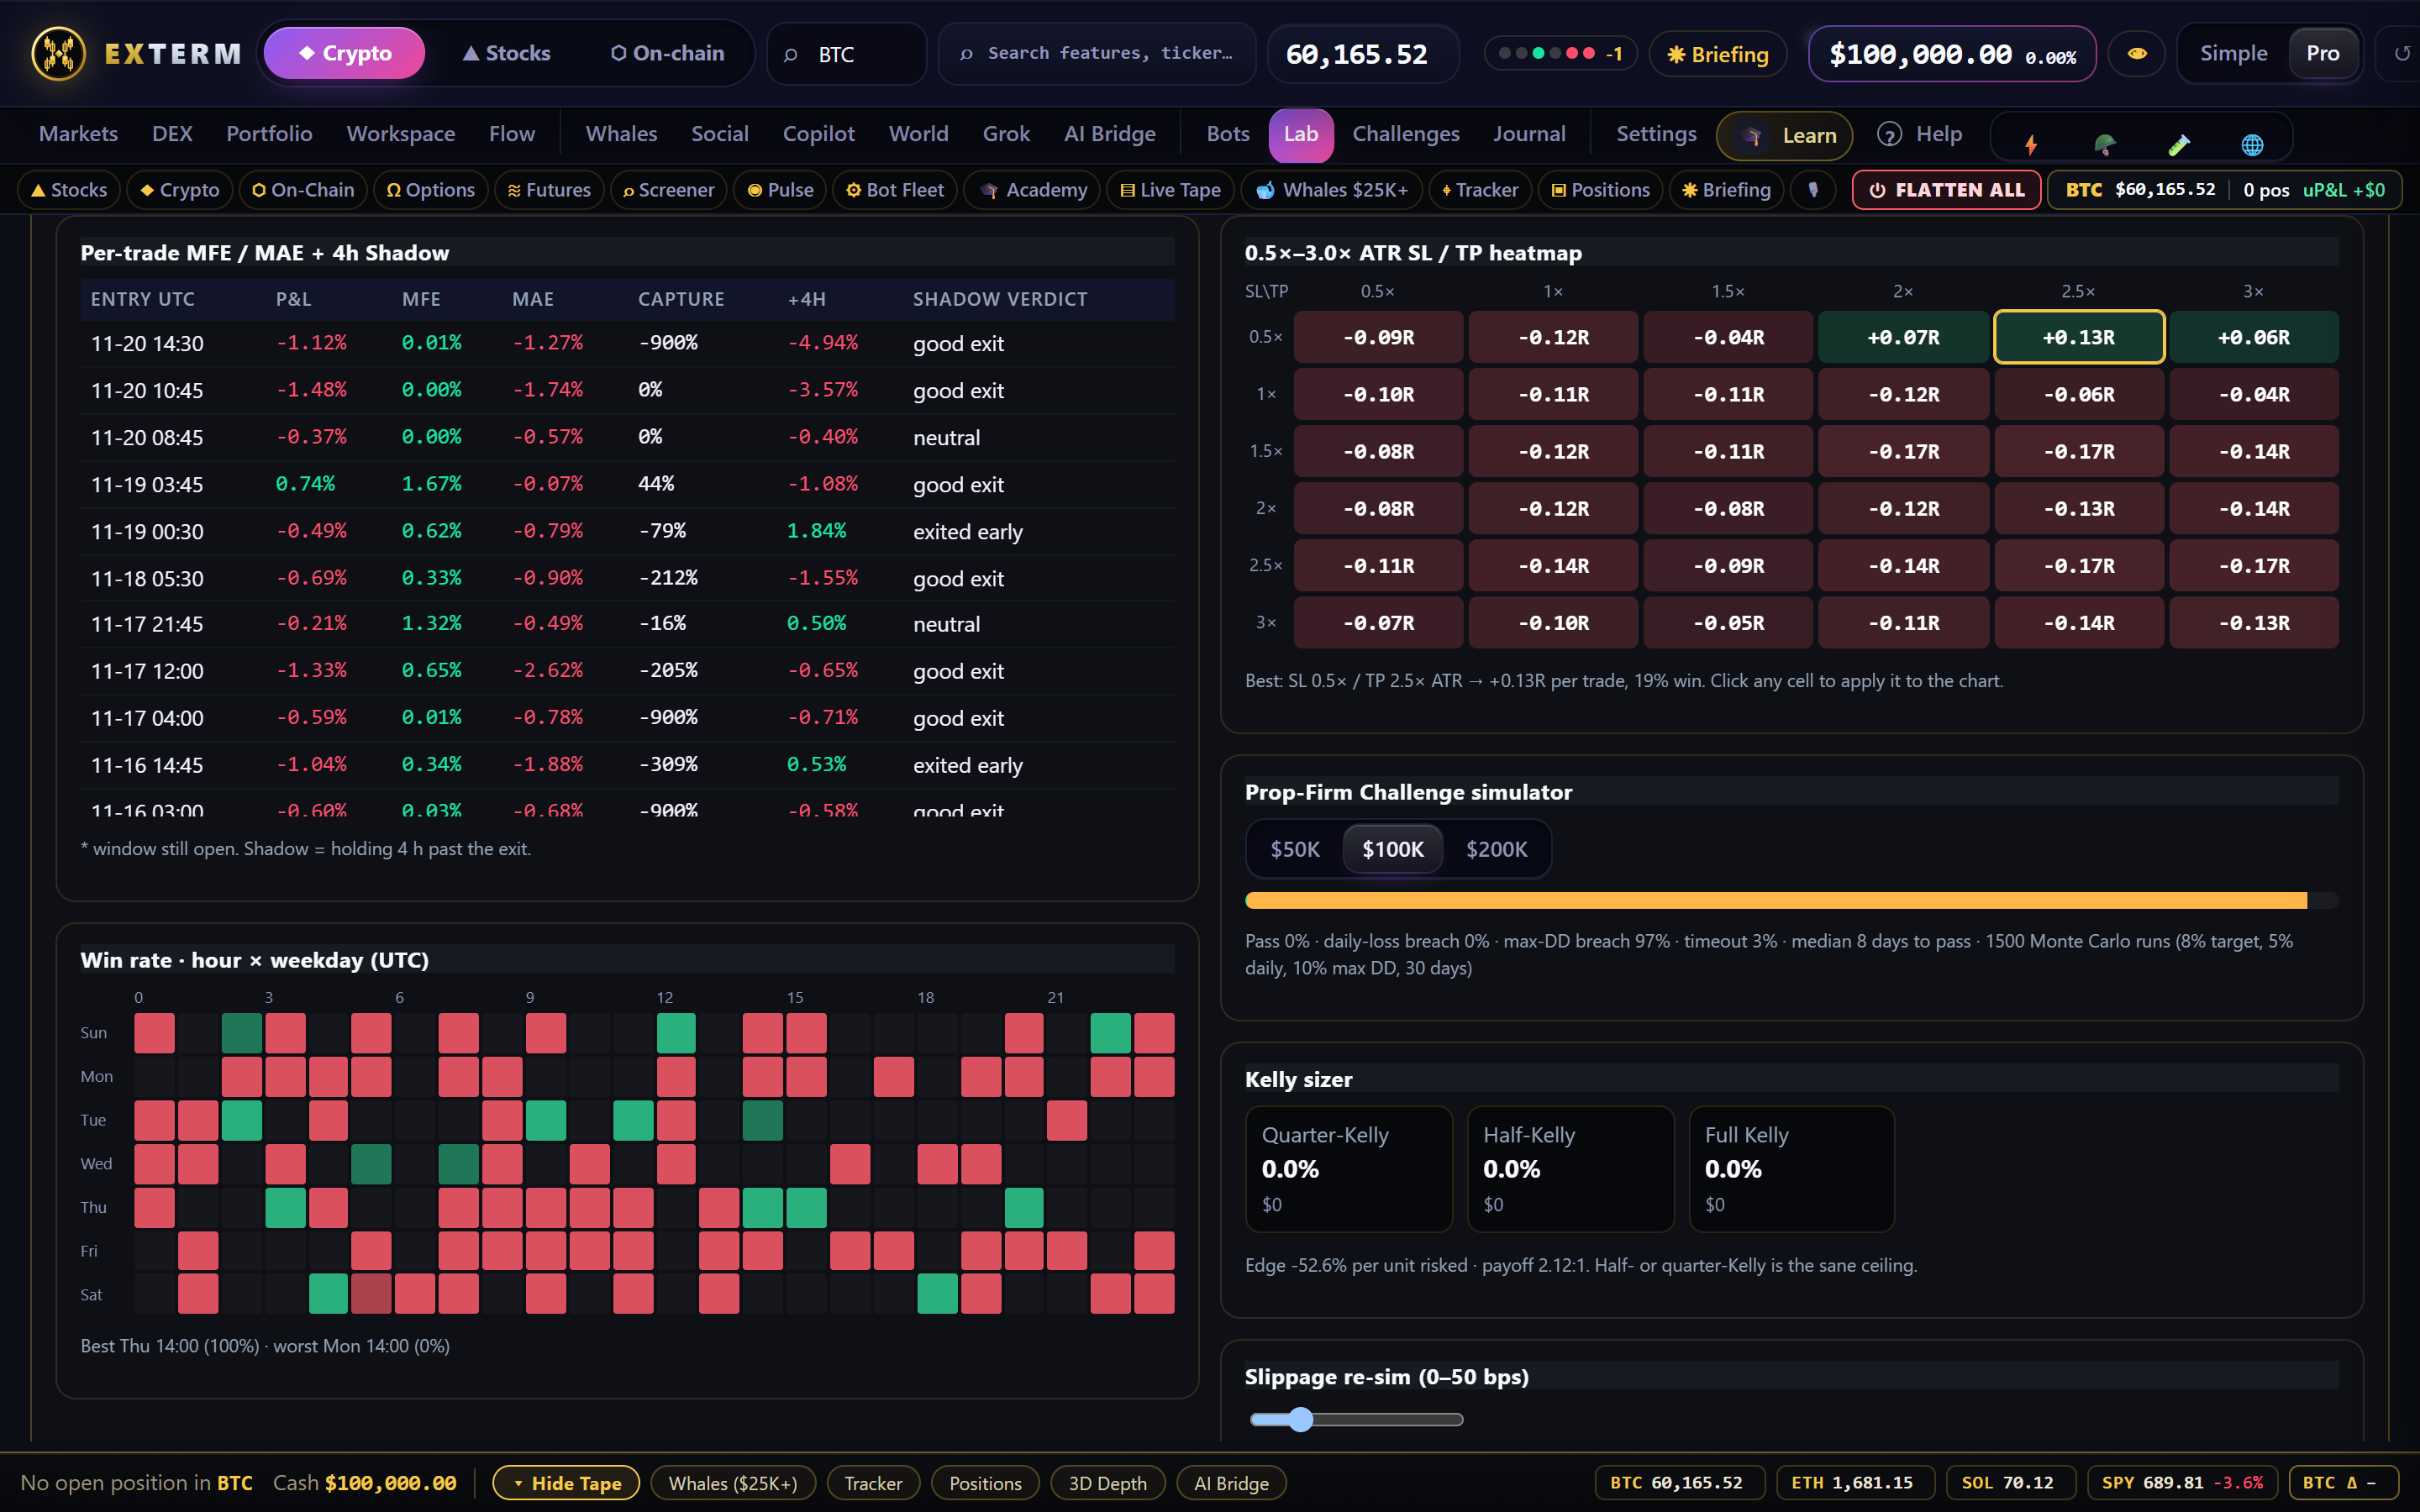 EXTERM
◆ Crypto ▲ Stocks ⬡ On-chain
⌕ BTC
⌕ Search features, ticker…
60,165.52
-1
☀ Briefing
$100,000.00 0.00%
Simple Pro ↺
Markets DEX Portfolio Workspace Flow Whales Social Copilot World Grok AI Bridge Bots Lab Challenges Journal Settings 🎓 Learn ? Help
▲ Stocks ◆ Crypto ⬡ On-Chain Ω Options ≋ Futures ⌕ Screener ◉ Pulse ⚙ Bot Fleet 🎓 Academy ▤ Live Tape 🐋 Whales $25K+ ⌖ Tracker ▣ Positions ☀ Briefing ⏻ FLATTEN ALL BTC $60,165.52 0 pos uP&L +$0
Per-trade MFE / MAE + 4h Shadow
ENTRY UTC P&L MFE MAE CAPTURE +4H SHADOW VERDICT
11-20 14:30 -1.12% 0.01% -1.27% -900% -4.94% good exit
11-20 10:45 -1.48% 0.00% -1.74% 0% -3.57% good exit
11-20 08:45 -0.37% 0.00% -0.57% 0% -0.40% neutral
11-19 03:45 0.74% 1.67% -0.07% 44% -1.08% good exit
11-19 00:30 -0.49% 0.62% -0.79% -79% 1.84% exited early
11-18 05:30 -0.69% 0.33% -0.90% -212% -1.55% good exit
11-17 21:45 -0.21% 1.32% -0.49% -16% 0.50% neutral
11-17 12:00 -1.33% 0.65% -2.62% -205% -0.65% good exit
11-17 04:00 -0.59% 0.01% -0.78% -900% -0.71% good exit
11-16 14:45 -1.04% 0.34% -1.88% -309% 0.53% exited early
11-16 03:00 -0.60% 0.03% -0.68% -900% -0.58% good exit
* window still open. Shadow = holding 4 h past the exit.
Win rate · hour × weekday (UTC)
0 3 6 9 12 15 18 21
Sun
Mon
Tue
Wed
Thu
Fri
Sat
Best Thu 14:00 (100%) · worst Mon 14:00 (0%)
0.5×–3.0× ATR SL / TP heatmap
SL\TP 0.5× 1× 1.5× 2× 2.5× 3×
0.5× -0.09R -0.12R -0.04R +0.07R +0.13R +0.06R
1× -0.10R -0.11R -0.11R -0.12R -0.06R -0.04R
1.5× -0.08R -0.12R -0.11R -0.17R -0.17R -0.14R
2× -0.08R -0.12R -0.08R -0.12R -0.13R -0.14R
2.5× -0.11R -0.14R -0.09R -0.14R -0.17R -0.17R
3× -0.07R -0.10R -0.05R -0.11R -0.14R -0.13R
Best: SL 0.5× / TP 2.5× ATR → +0.13R per trade, 19% win. Click any cell to apply it to the chart.
Prop-Firm Challenge simulator
$50K $100K $200K
Pass 0% · daily-loss breach 0% · max-DD breach 97% · timeout 3% · median 8 days to pass · 1500 Monte Carlo runs (8% target, 5%
daily, 10% max DD, 30 days)
Kelly sizer
Quarter-Kelly Half-Kelly Full Kelly
0.0% 0.0% 0.0%
$0 $0 $0
Edge -52.6% per unit risked · payoff 2.12:1. Half- or quarter-Kelly is the sane ceiling.
Slippage re-sim (0–50 bps)
No open position in BTC Cash $100,000.00 ▾ Hide Tape Whales ($25K+) Tracker Positions 3D Depth AI Bridge BTC 60,165.52 ETH 1,681.15 SOL 70.12 SPY 689.81 -3.6% BTC Δ –